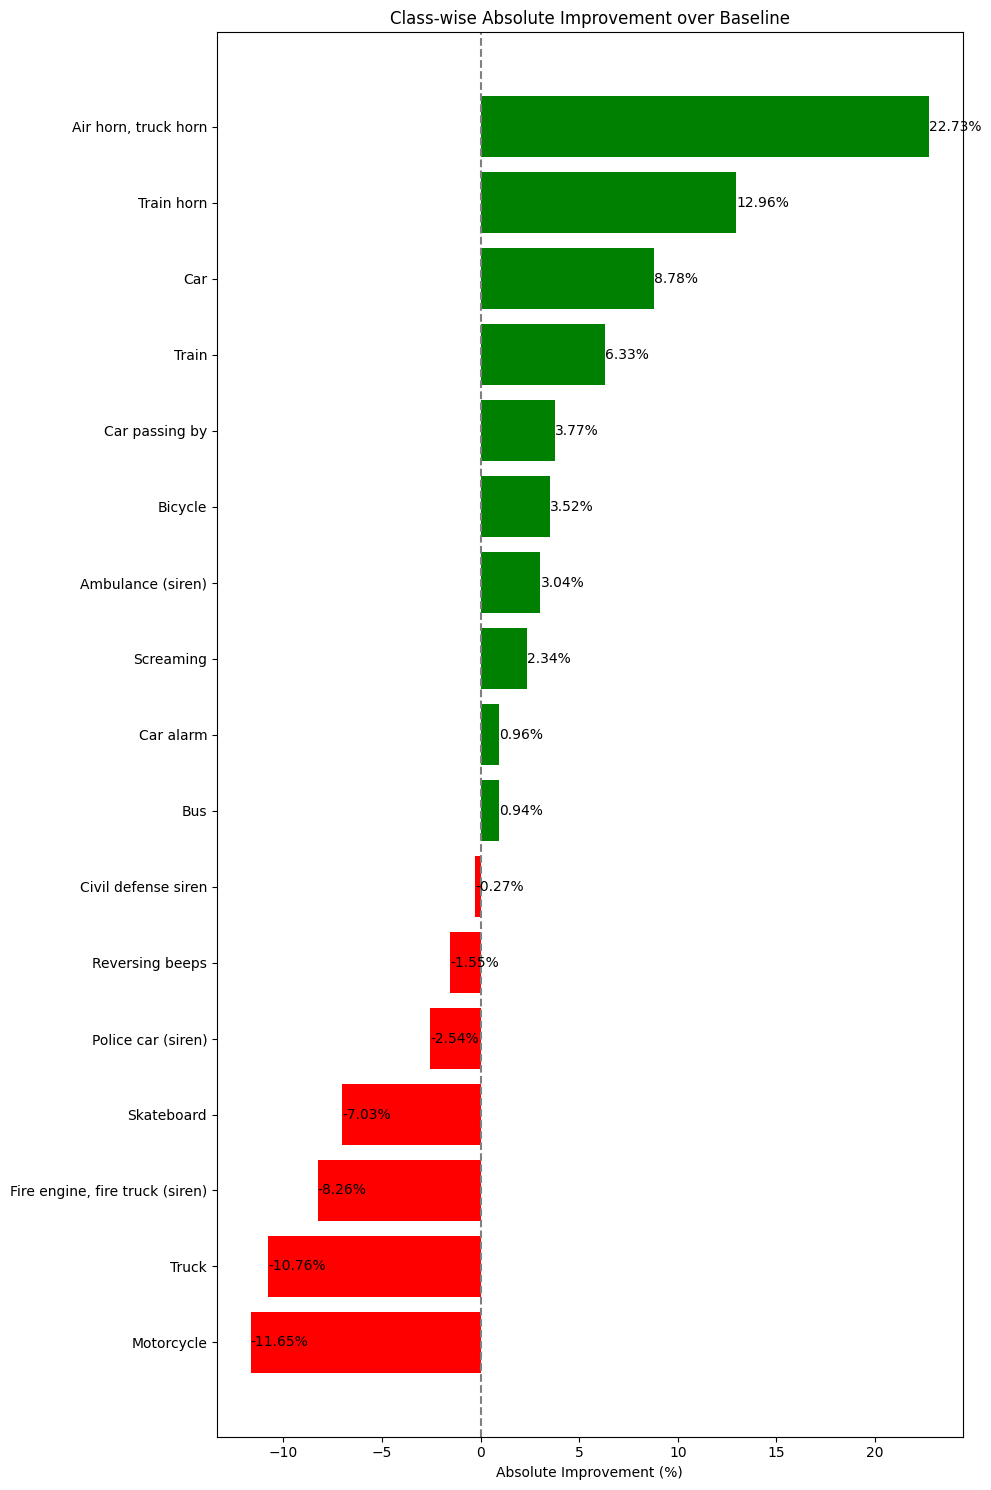 Class-wise Absolute Improvement over Baseline
Air horn, truck horn 22.73%
Train horn 12.96%
Car 8.78%
Train 6.33%
Car passing by 3.77%
Bicycle 3.52%
Ambulance (siren) 3.04%
Screaming 2.34%
Car alarm 0.96%
Bus 0.94%
Civil defense siren -0.27%
Reversing beeps -1.55%
Police car (siren) -2.54%
Skateboard -7.03%
Fire engine, fire truck (siren) -8.26%
Truck -10.76%
Motorcycle -11.65%
−10 −5 0 5 10 15 20
Absolute Improvement (%)